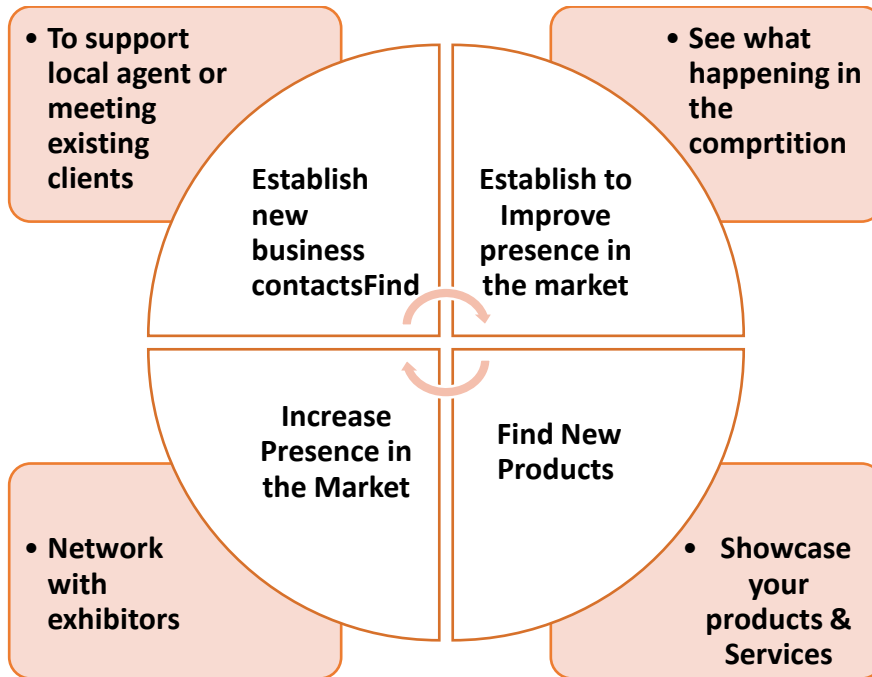 • To support
local agent or
meeting
existing
clients
• See what
happening in
the
comprtition
Establish
new
business
contactsFind
Establish to
Improve
presence in
the market
Increase
Presence in
the Market
Find New
Products
• Network
with
exhibitors
• Showcase
your
products &
Services